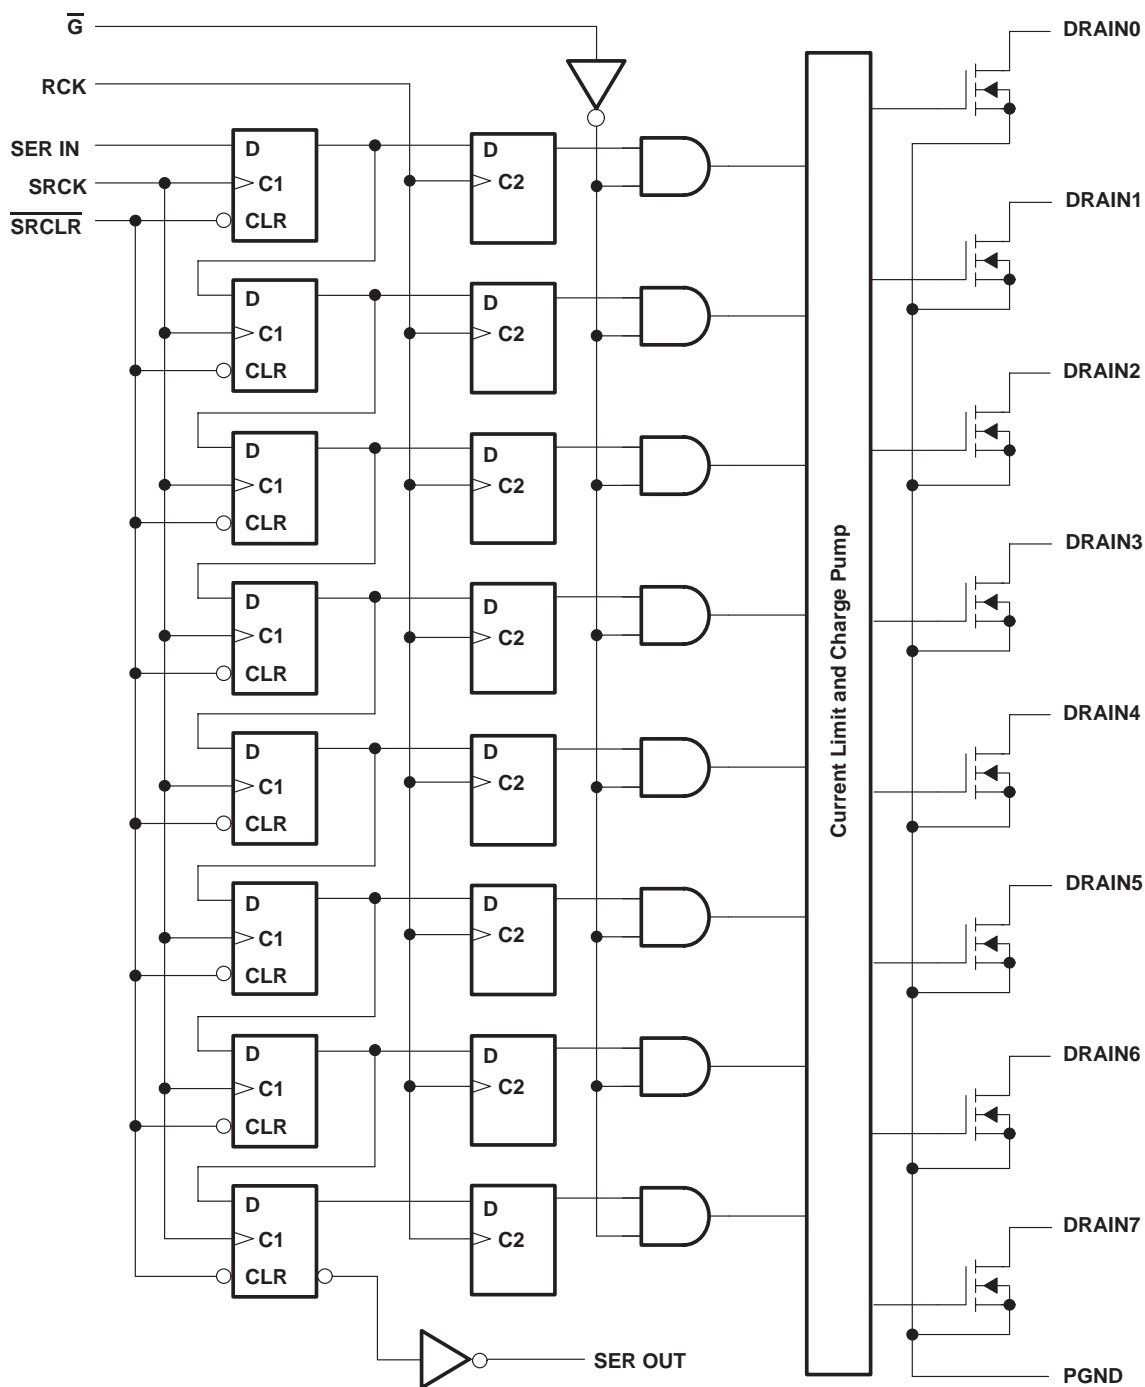 G
DRAIN0
RCK
SER IN
D
D
C1
C2
SRCK
SRCLR
CLR
DRAIN1
D
D
C1
C2
CLR
DRAIN2
D
D
C1
C2
CLR
Current Limit and Charge Pump
DRAIN3
D
D
C1
C2
CLR
DRAIN4
D
D
C1
C2
CLR
DRAIN5
D
D
C1
C2
CLR
DRAIN6
D
D
C1
C2
CLR
DRAIN7
D
D
C1
C2
CLR
SER OUT
PGND